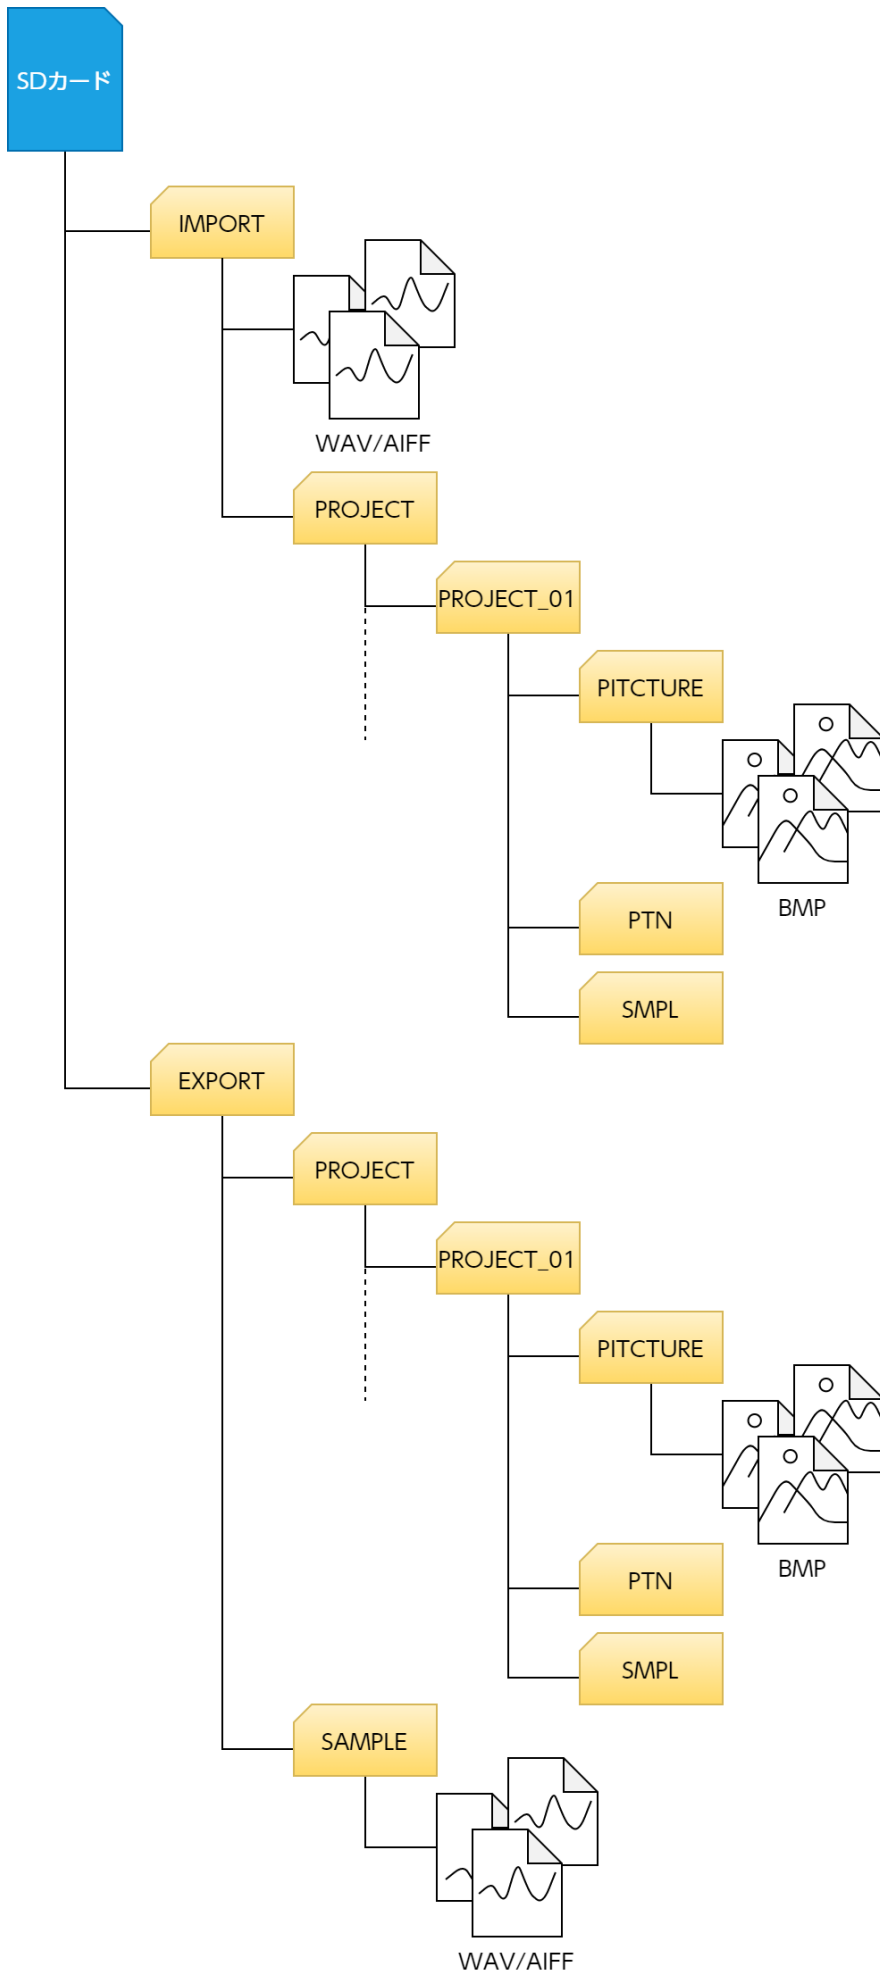 SDカード
IMPORT
WAV/AIFF
PROJECT
PROJECT_01
PITCTURE
BMP
PTN
SMPL
EXPORT
PROJECT
PROJECT_01
PITCTURE
BMP
PTN
SMPL
SAMPLE
WAV/AIFF